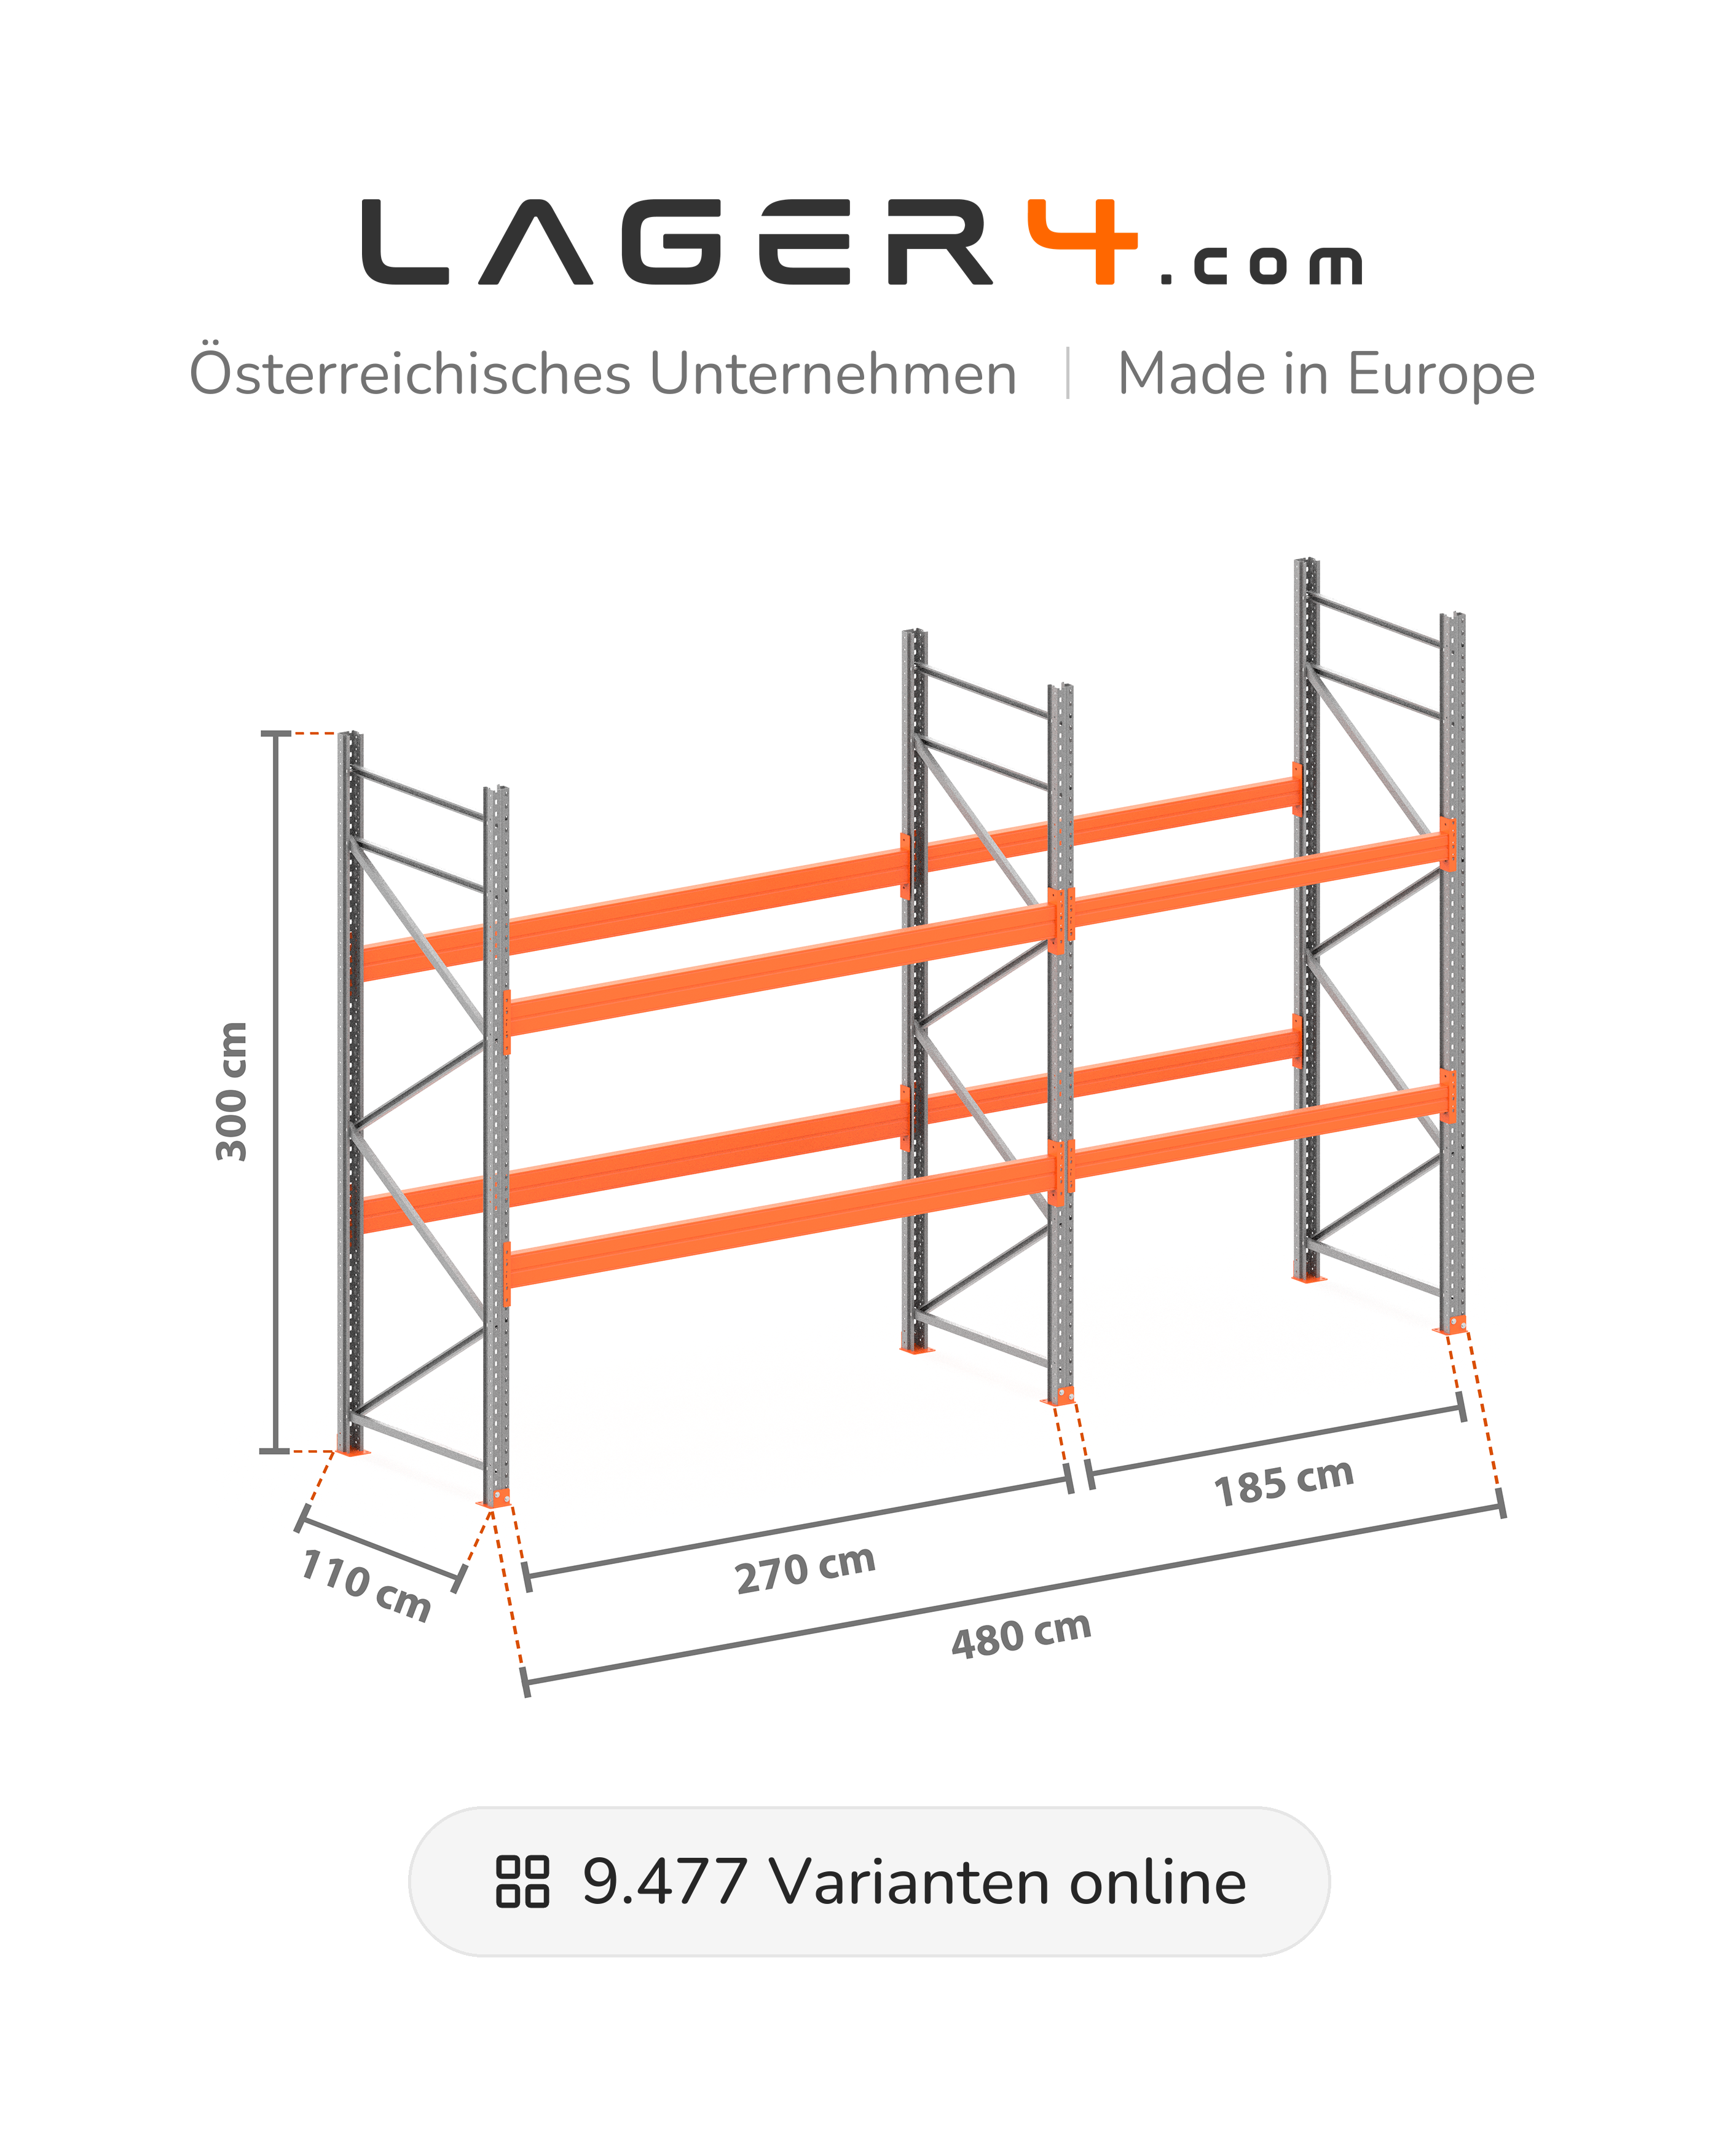 LAGER4.com
Österreichisches Unternehmen | Made in Europe
300 cm
110 cm
270 cm
185 cm
480 cm
9.477 Varianten online